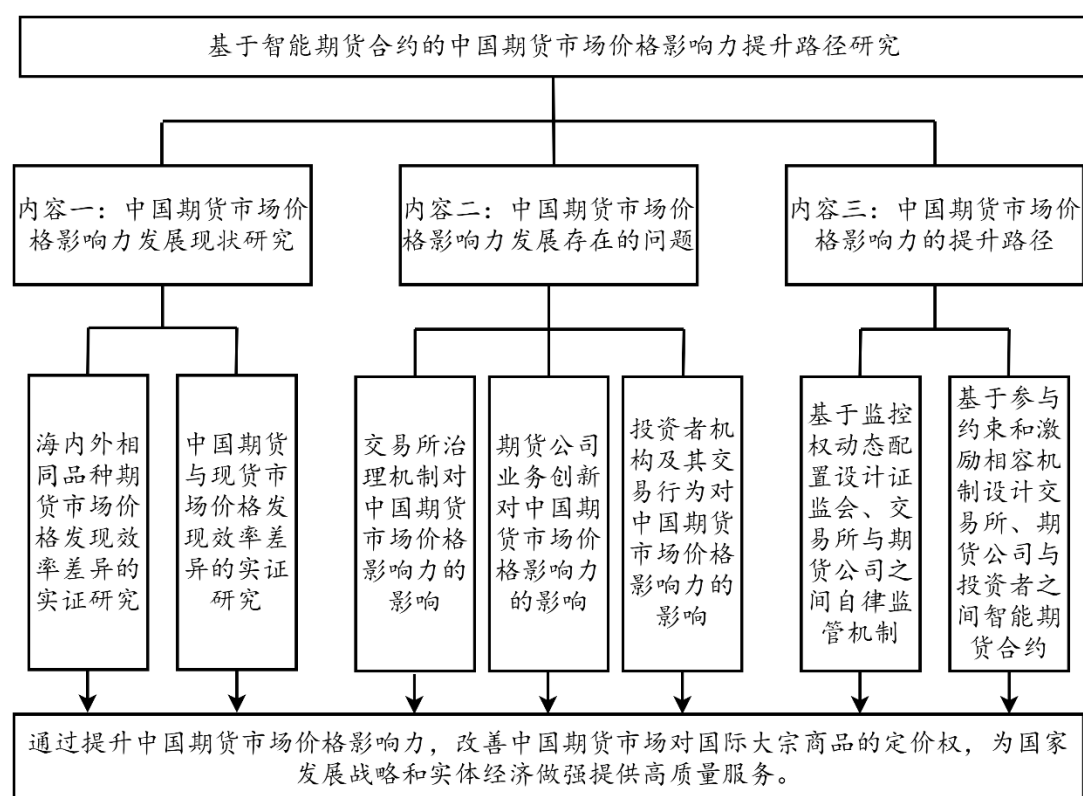 基于智能期货合约的中国期货市场价格影响力提升路径研究
内容一：中国期货市场价
格影响力发展现状研究
内容二：中国期货市场价
格影响力发展存在的问题
内容三：中国期货市场价
格影响力的提升路径
海内外相
同品种期
货市场价
格发现效
率差异的
实证研究
中国期货
与现货市
场价格发
现效率差
异的实证
研究
交易所治
理机制对
中国期货
市场价格
影响力的
影响
期货公司
业务创新
对中国期
货市场价
格影响力
的影响
投资者机
构及其交
易行为对
中国期货
市场价格
影响力的
影响
基于监控
权动态配
置设计证
监会、交
易所与期
货公司之
间自律监
管机制
基于参与
约束和激
励相容机
制设计交
易所、期
货公司与
投资者之
间智能期
货合约
通过提升中国期货市场价格影响力，改善中国期货市场对国际大宗商品的定价权，为国家
发展战略和实体经济做强提供高质量服务。